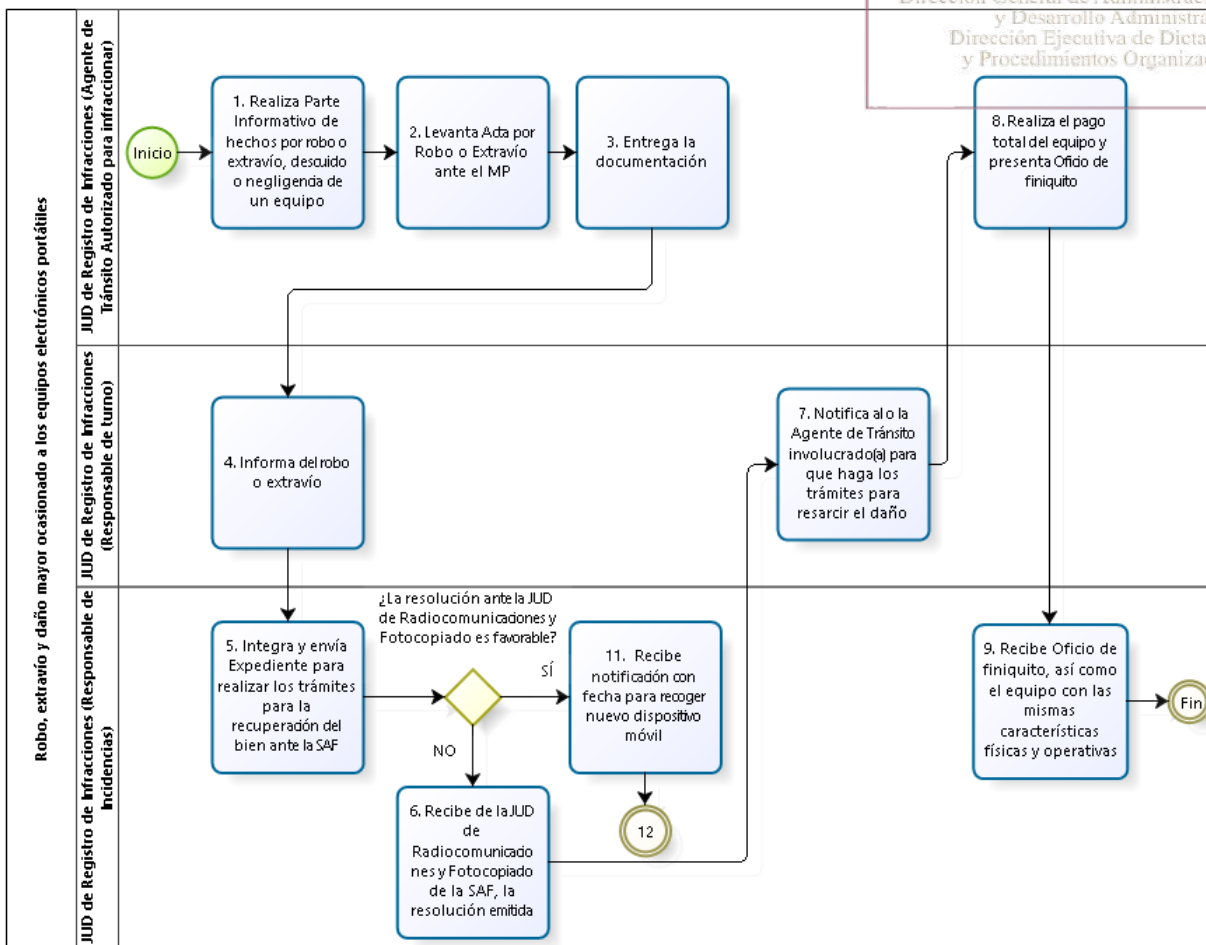 Dirección General de Administrac
y Desarrollo Administra
Dirección Ejecutiva de Dicta
y Procedimientos Organiza
Robo, extravío y daño mayor ocasionado a los equipos electrónicos portátiles
JUD de Registro de Infracciones (Agente de
Tránsito Autorizado para infraccionar)
Inicio
1. Realiza Parte
Informativo de
hechos por robo o
extravío, descuido
o negligencia de
un equipo
2. Levanta Acta por
Robo o Extravío
ante el MP
3. Entrega la
documentación
8. Realiza el pago
total del equipo y
presenta Oficio de
finiquito
JUD de Registro de Infracciones
(Responsable de turno)
4. Informa del robo
o extravío
7. Notifica al o la
Agente de Tránsito
involucrado(a) para
que haga los
trámites para
resarcir el daño
JUD de Registro de Infracciones (Responsable de
Incidencias)
5. Integra y envía
Expediente para
realizar los trámites
para la
recuperación del
bien ante la SAF
¿La resolución ante la JUD
de Radiocomunicaciones y
Fotocopiado es favorable?
SÍ
NO
11. Recibe
notificación con
fecha para recoger
nuevo dispositivo
móvil
12
6. Recibe de la JUD
de
Radiocomunicacio
nes y Fotocopiado
de la SAF, la
resolución emitida
9. Recibe Oficio de
finiquito, así como
el equipo con las
mismas
características
físicas y operativas
Fin